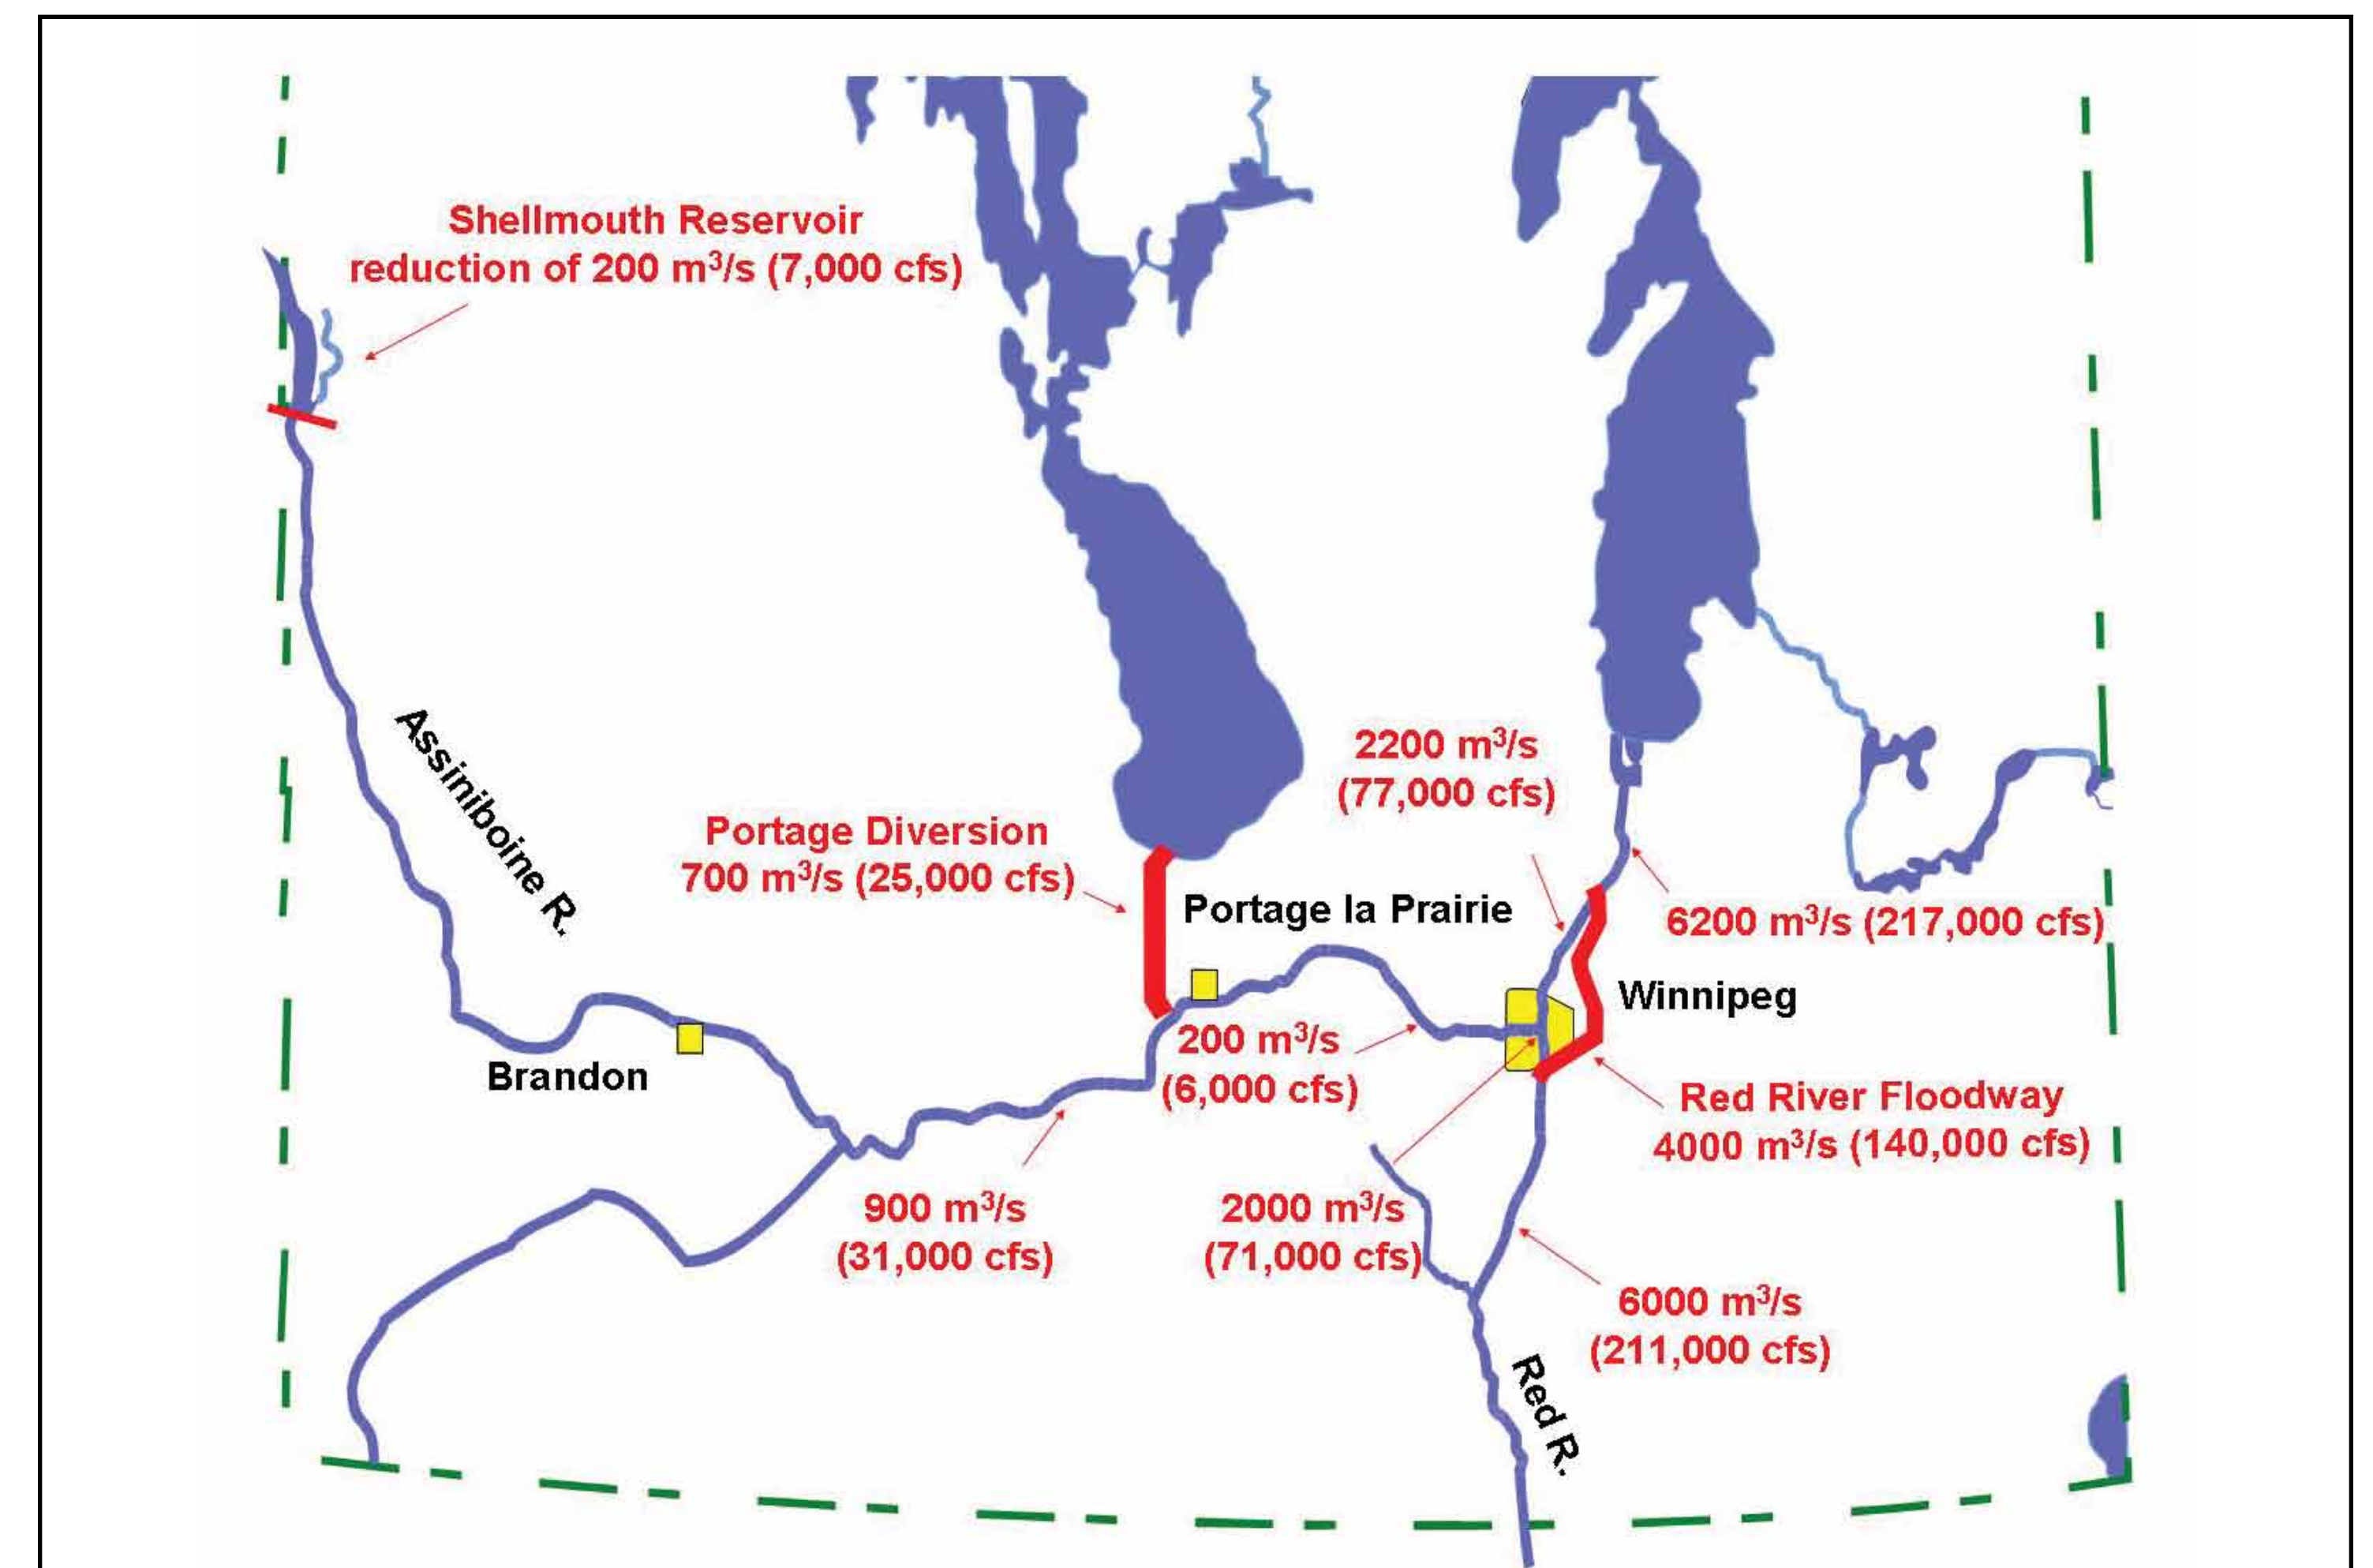 Shellmouth Reservoir
reduction of 200 m³/s (7,000 cfs)
Assiniboine R.
2200 m³/s
(77,000 cfs)
Portage Diversion
700 m³/s (25,000 cfs)
Portage la Prairie
6200 m³/s (217,000 cfs)
Winnipeg
200 m³/s
(6,000 cfs)
Brandon
Red River Floodway
4000 m³/s (140,000 cfs)
900 m³/s
(31,000 cfs)
2000 m³/s
(71,000 cfs)
6000 m³/s
(211,000 cfs)
Red R.